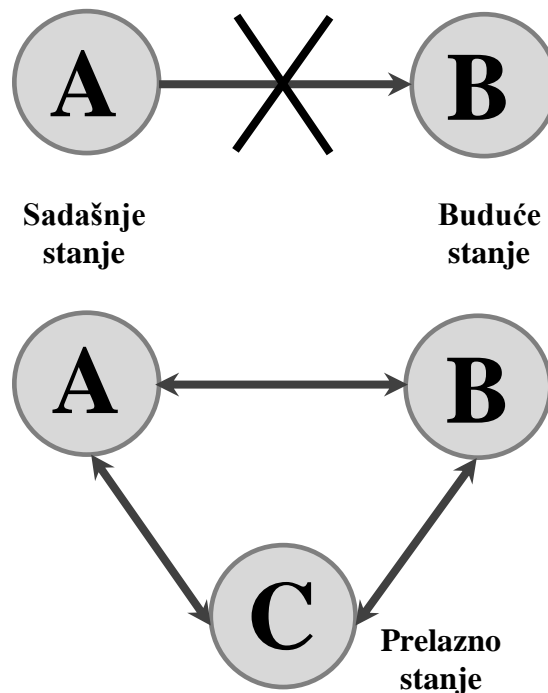 A
B
Sadašnje
stanje
Buduće
stanje
A
B
C
Prelazno
stanje